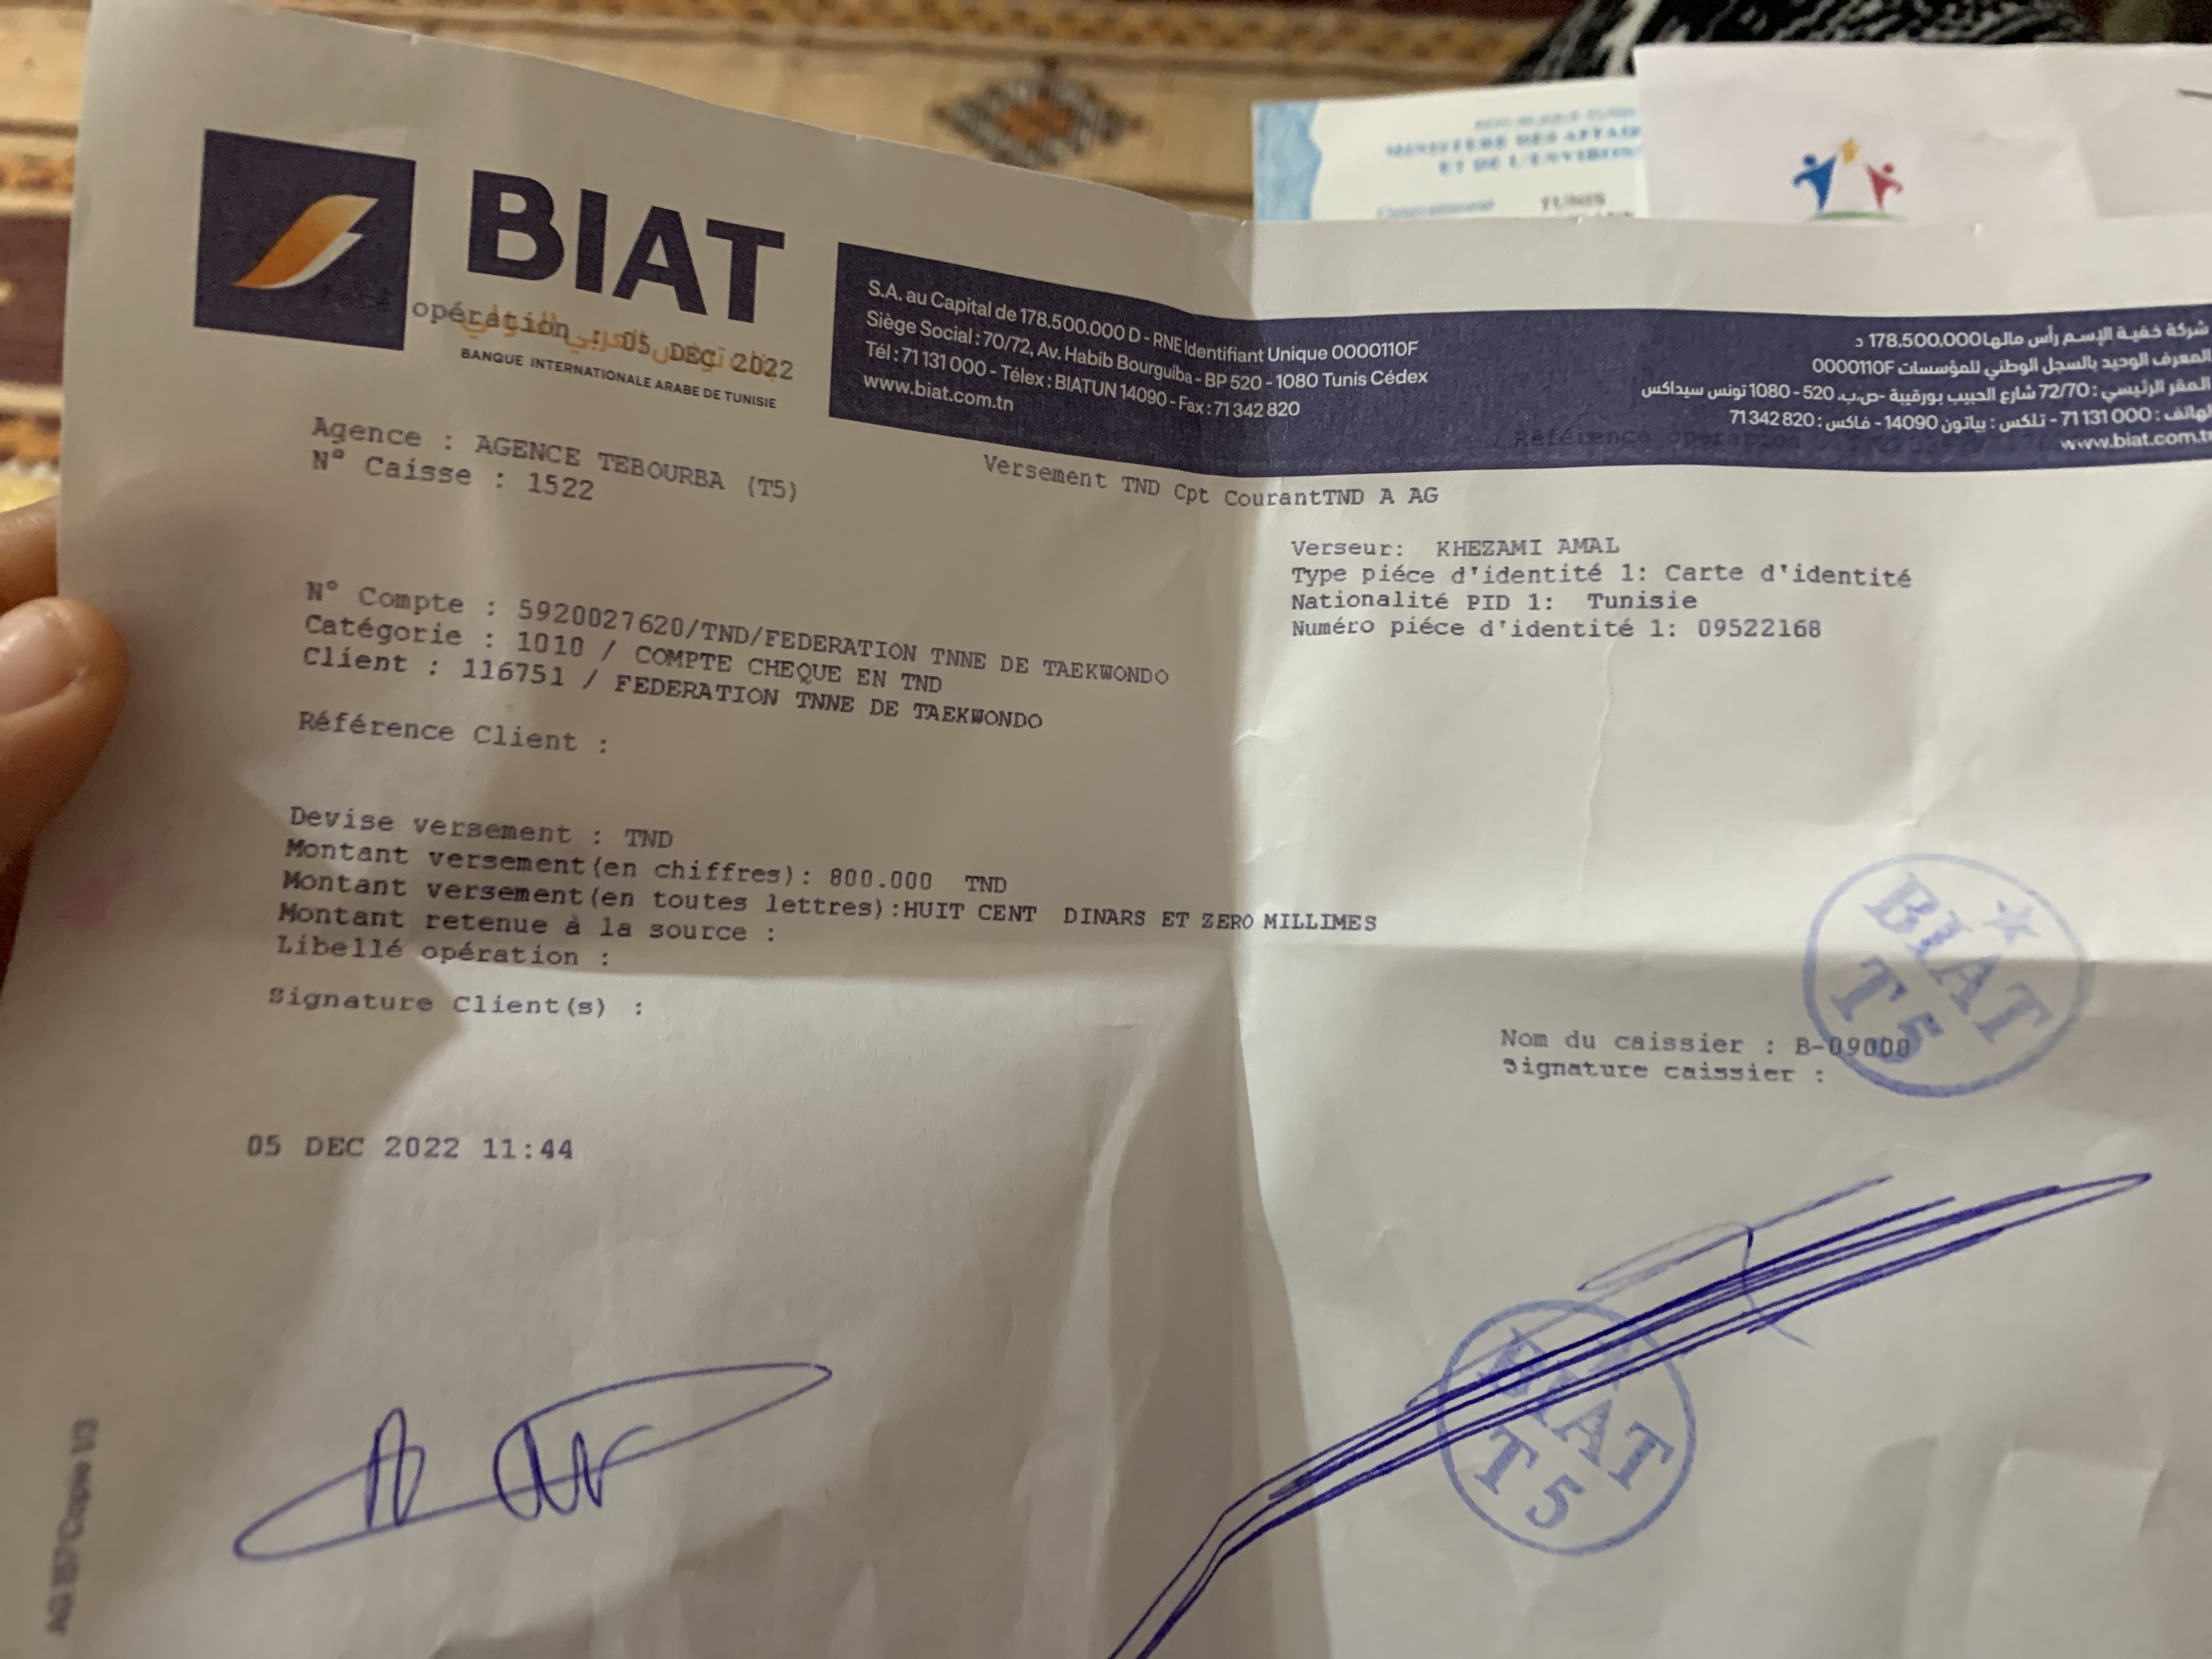 BIAT
opération : 05 DEC 2022
BANQUE INTERNATIONALE ARABE DE TUNISIE
S.A. au Capital de 178.500.000 D - RNE Identifiant Unique 0000110F
Siège Social : 70/72, Av. Habib Bourguiba - BP 520 - 1080 Tunis Cédex
Tél : 71 131 000 - Télex : BIATUN 14090 - Fax : 71 342 820
www.biat.com.tn
شركة خفية الإسم رأس مالها 178.500.000 د
المعرف الوحيد بالسجل الوطني للمؤسسات 0000110F
المقر الرئيسي : 72/70 شارع الحبيب بورقيبة -ص.ب. 520 - 1080 تونس سيداكس
الهاتف : 71 131 000 - تلكس : بياتون 14090 - فاكس : 71 342 820
www.biat.com.tn
Référence opération
Agence : AGENCE TEBOURBA (T5)
N° Caisse : 1522
Versement TND Cpt CourantTND A AG
Verseur: KHEZAMI AMAL
Type piéce d'identité 1: Carte d'identité
Nationalité PID 1: Tunisie
Numéro piéce d'identité 1: 09522168
N° Compte : 5920027620/TND/FEDERATION TNNE DE TAEKWONDO
Catégorie : 1010 / COMPTE CHEQUE EN TND
Client : 116751 / FEDERATION TNNE DE TAEKWONDO
Référence Client :
Devise versement : TND
Montant versement(en chiffres): 800.000 TND
Montant versement(en toutes lettres):HUIT CENT DINARS ET ZERO MILLIMES
Montant retenue à la source :
Libellé opération :
Signature Client(s) :
BIAT
T5
Nom du caissier : B-09000
Signature caissier :
05 DEC 2022 11:44
BIAT
T5
MINISTERE DES AFFAI
ET DE L'ENVIRON
TUNIS